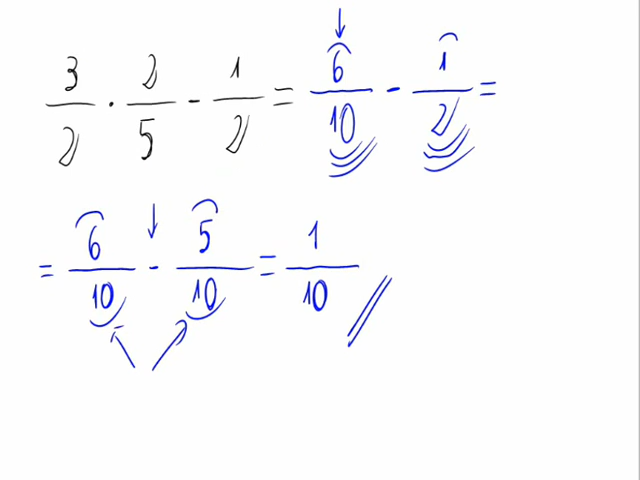 3/2 · 2/5 - 1/2 = 6/10 - 1/2 =
= 6/10 - 5/10 = 1/10 //